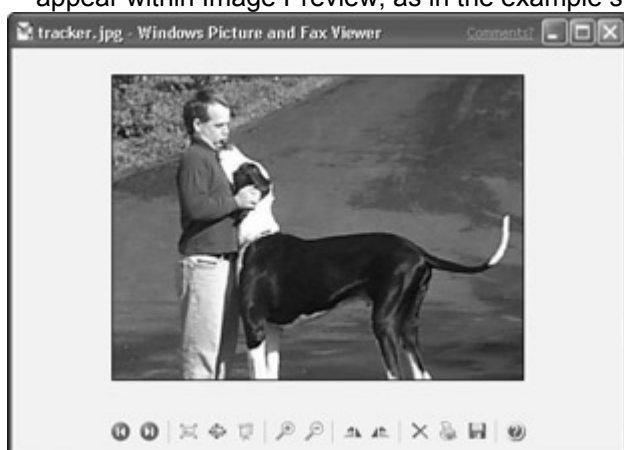 appear within Image Preview, as in the example s
tracker.jpg - Windows Picture and Fax Viewer Comments?